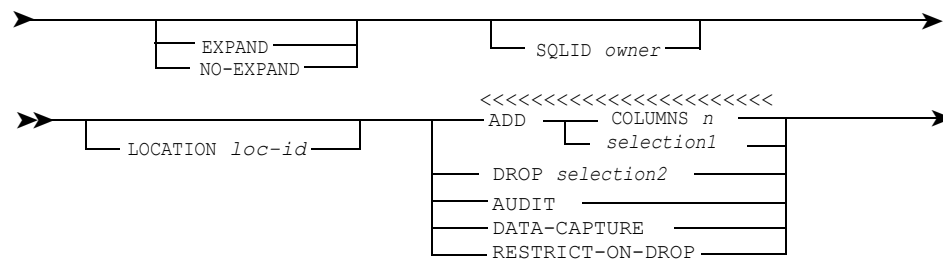 EXPAND
NO-EXPAND
SQLID owner
LOCATION loc-id
<<<<<<<<<<<<<<<<<<<<<<<
ADD COLUMNS n
selection1
DROP selection2
AUDIT
DATA-CAPTURE
RESTRICT-ON-DROP